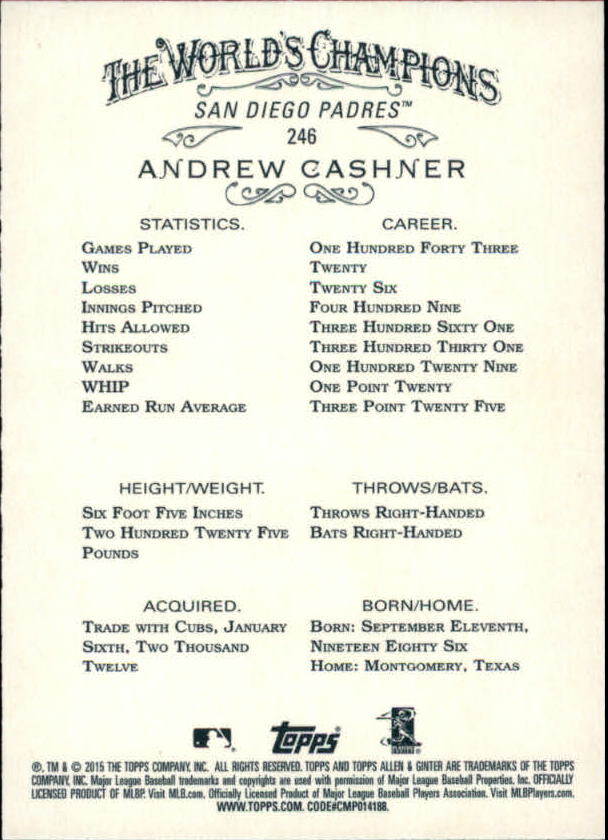 THE WORLD'S CHAMPIONS
SAN DIEGO PADRES™
246
ANDREW CASHNER
STATISTICS. CAREER.
GAMES PLAYED ONE HUNDRED FORTY THREE
WINS TWENTY
LOSSES TWENTY SIX
INNINGS PITCHED FOUR HUNDRED NINE
HITS ALLOWED THREE HUNDRED SIXTY ONE
STRIKEOUTS THREE HUNDRED THIRTY ONE
WALKS ONE HUNDRED TWENTY NINE
WHIP ONE POINT TWENTY
EARNED RUN AVERAGE THREE POINT TWENTY FIVE
HEIGHT/WEIGHT. THROWS/BATS.
SIX FOOT FIVE INCHES THROWS RIGHT-HANDED
TWO HUNDRED TWENTY FIVE BATS RIGHT-HANDED
POUNDS
ACQUIRED. BORN/HOME.
TRADE WITH CUBS, JANUARY BORN: SEPTEMBER ELEVENTH,
SIXTH, TWO THOUSAND NINETEEN EIGHTY SIX
TWELVE HOME: MONTGOMERY, TEXAS
Topps
®, TM & © 2015 THE TOPPS COMPANY, INC. ALL RIGHTS RESERVED. TOPPS AND TOPPS ALLEN & GINTER ARE TRADEMARKS OF THE TOPPS
COMPANY, INC. Major League Baseball trademarks and copyrights are used with permission of Major League Baseball Properties, Inc. OFFICIALLY
LICENSED PRODUCT OF MLBP. Visit MLB.com. Officially Licensed Product of Major League Baseball Players Association. Visit MLBPlayers.com.
WWW.TOPPS.COM. CODE#CMP014188.